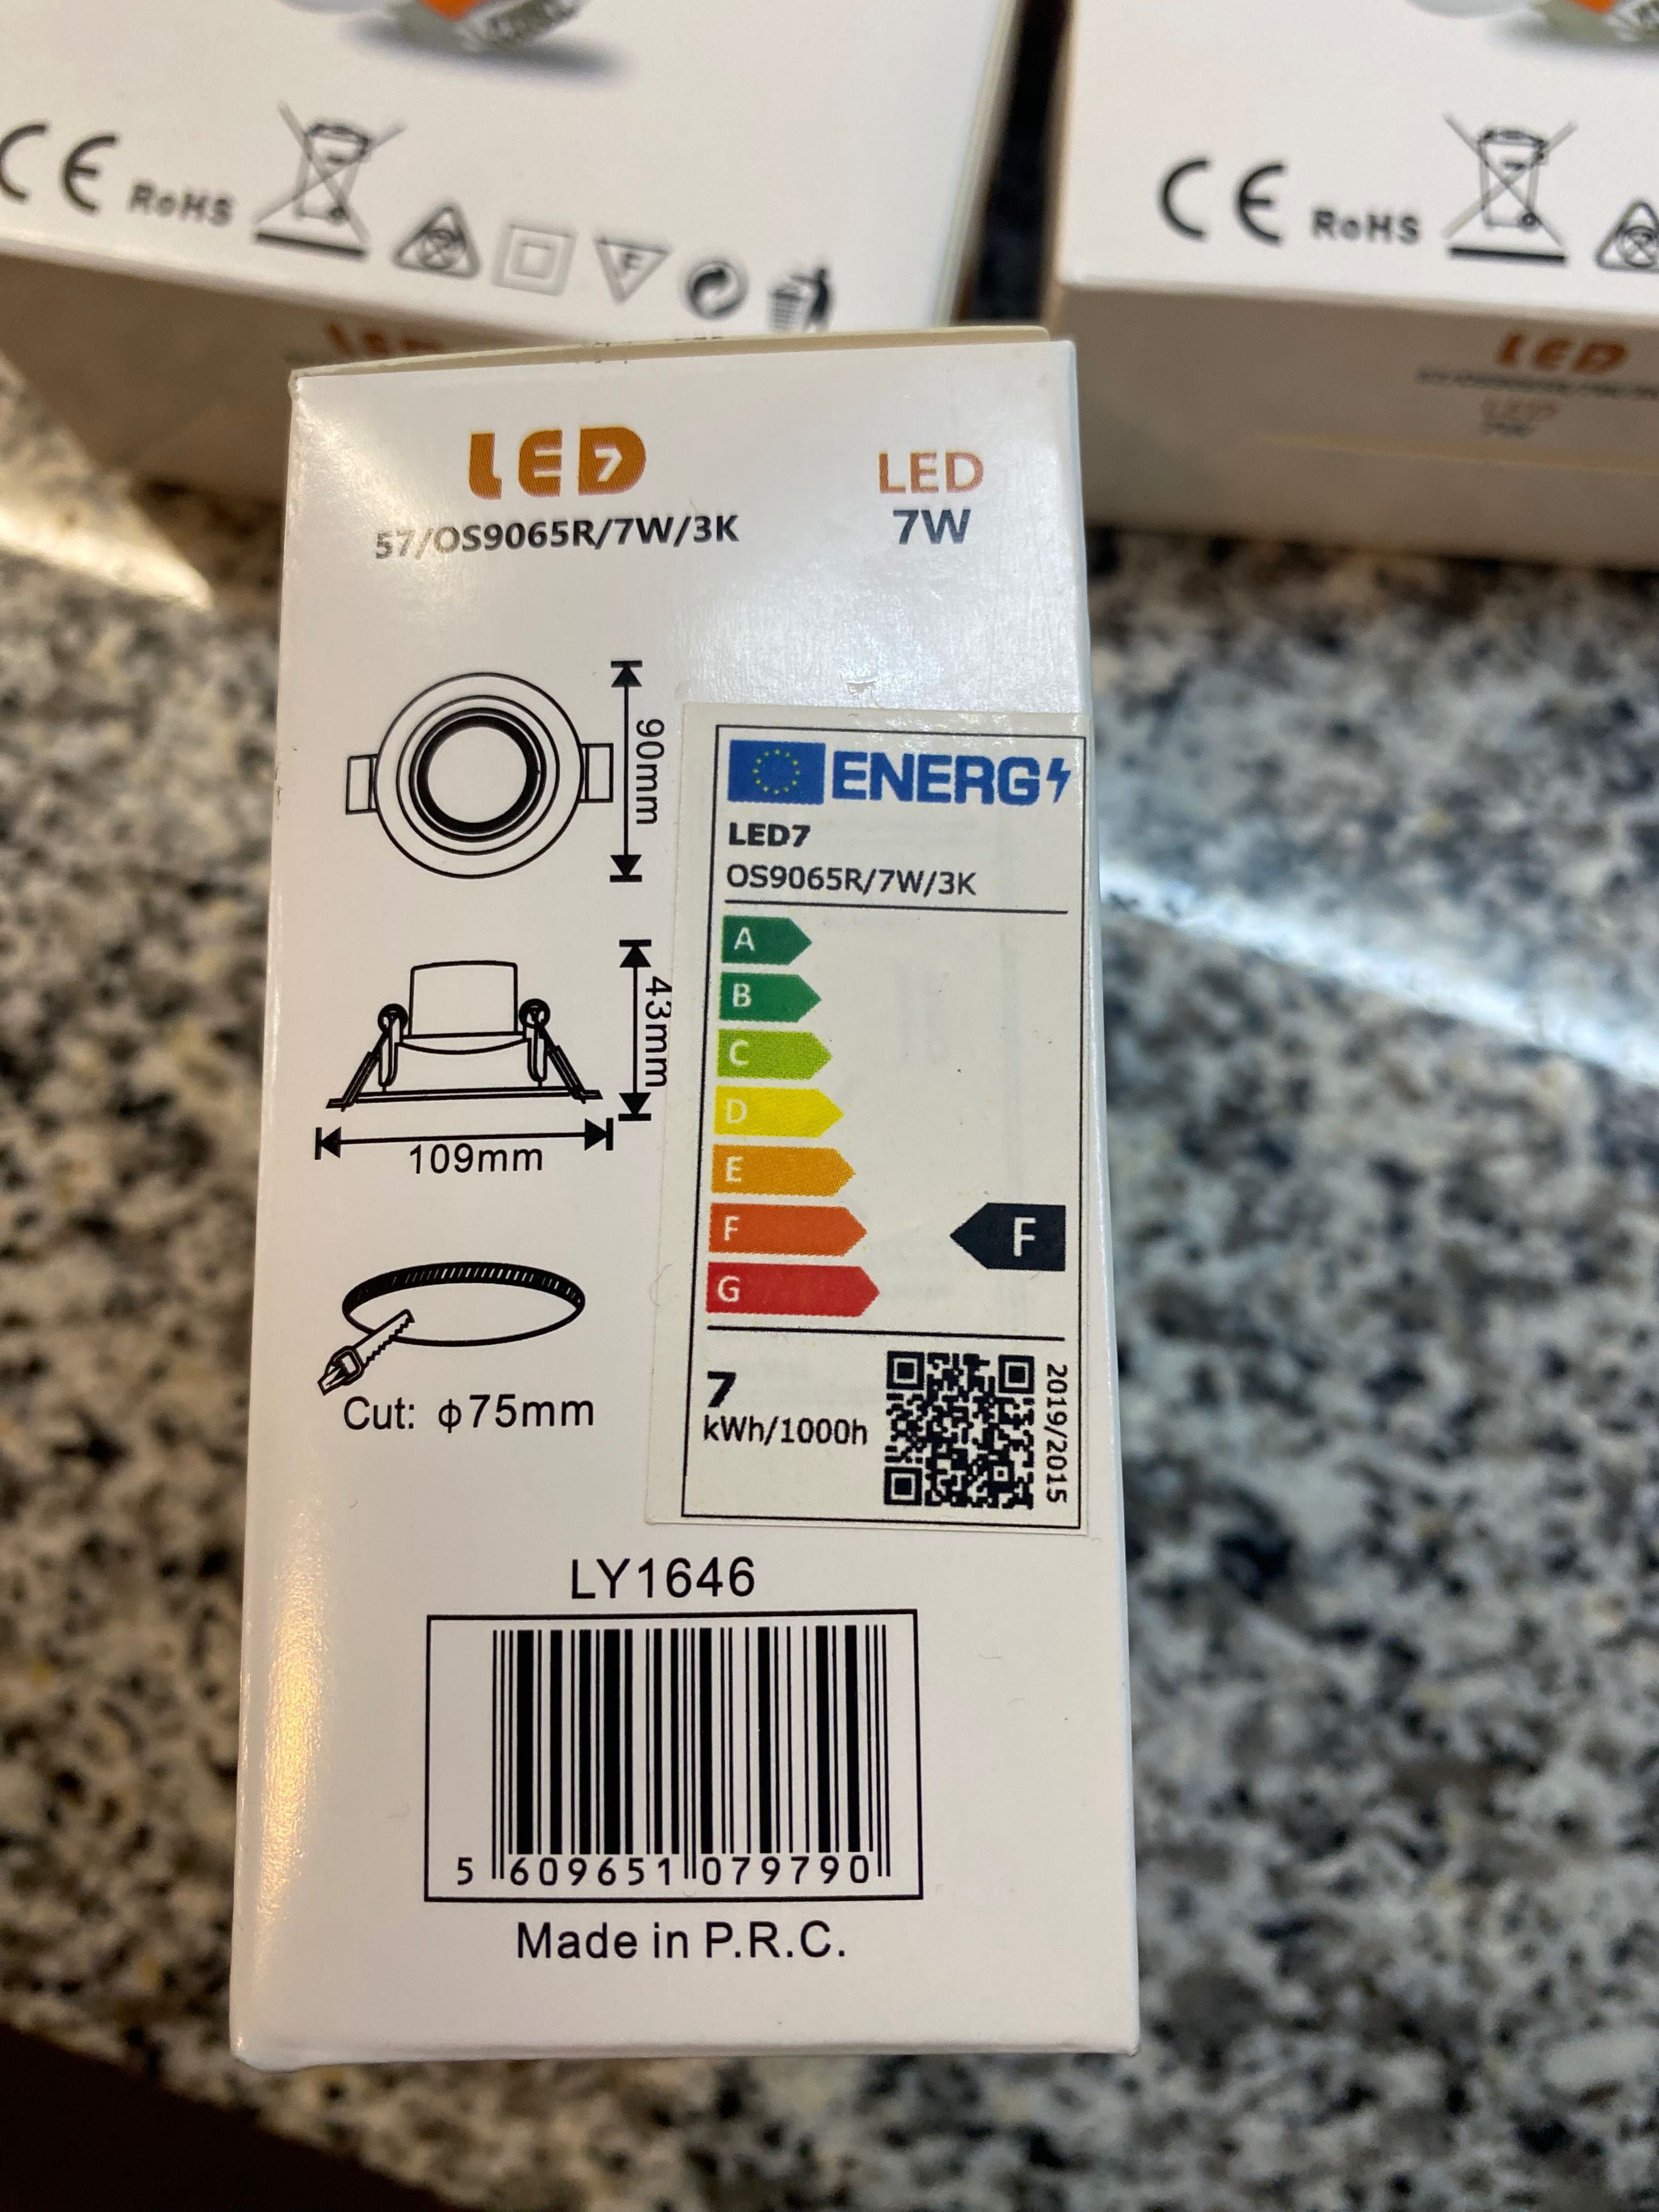 CE RoHS
F
CE RoHS
LED
LED
LED7
57/OS9065R/7W/3K
LED
7W
90mm
43mm
109mm
Cut: φ75mm
ENERG
LED7
OS9065R/7W/3K
A
B
C
D
E
F
F
G
7
kWh/1000h
2019/2015
LY1646
5 609651 079790
Made in P.R.C.